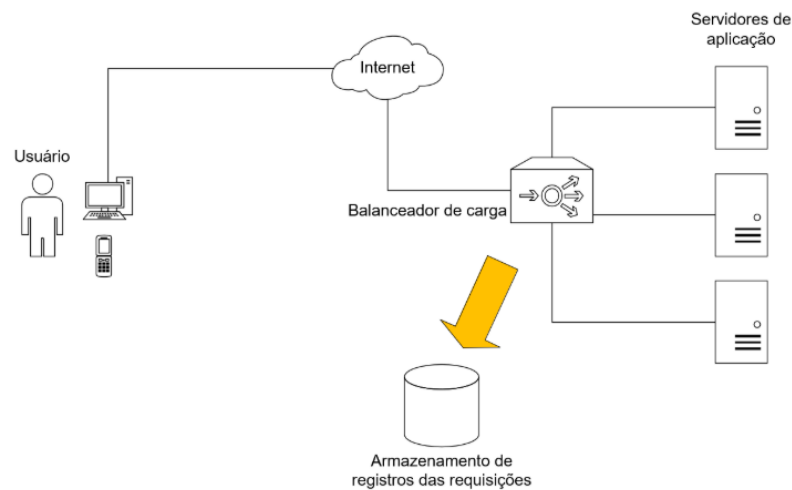 Servidores de
aplicação
Internet
Usuário
Balanceador de carga
Armazenamento de
registros das requisições